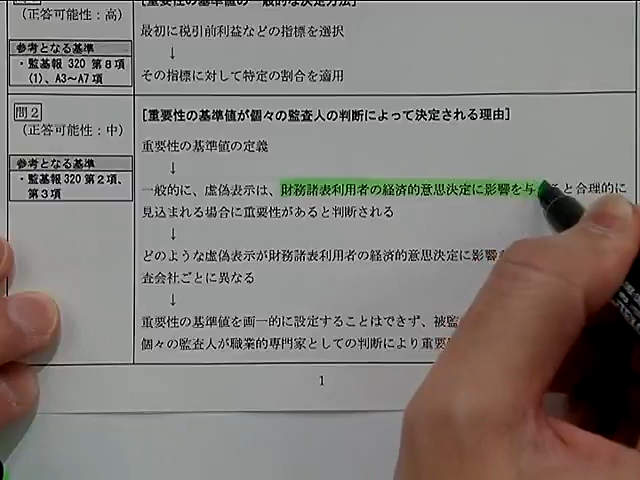 (正答可能性：高)
[重要性の基準値の一般的な決定方法]
最初に税引前利益などの指標を選択
↓
その指標に対して特定の割合を適用
参考となる基準
・監基報 320 第8項
(1)、A3～A7項
問2
(正答可能性：中)
[重要性の基準値が個々の監査人の判断によって決定される理由]
重要性の基準値の定義
↓
参考となる基準
・監基報320 第2項、
第3項
一般的に、虚偽表示は、財務諸表利用者の経済的意思決定に影響を与 ると合理的に
見込まれる場合に重要性があると判断される
↓
どのような虚偽表示が財務諸表利用者の経済的意思決定に影響
査会社ごとに異なる
↓
重要性の基準値を画一的に設定することはできず、被監
個々の監査人が職業的専門家としての判断により重要
1